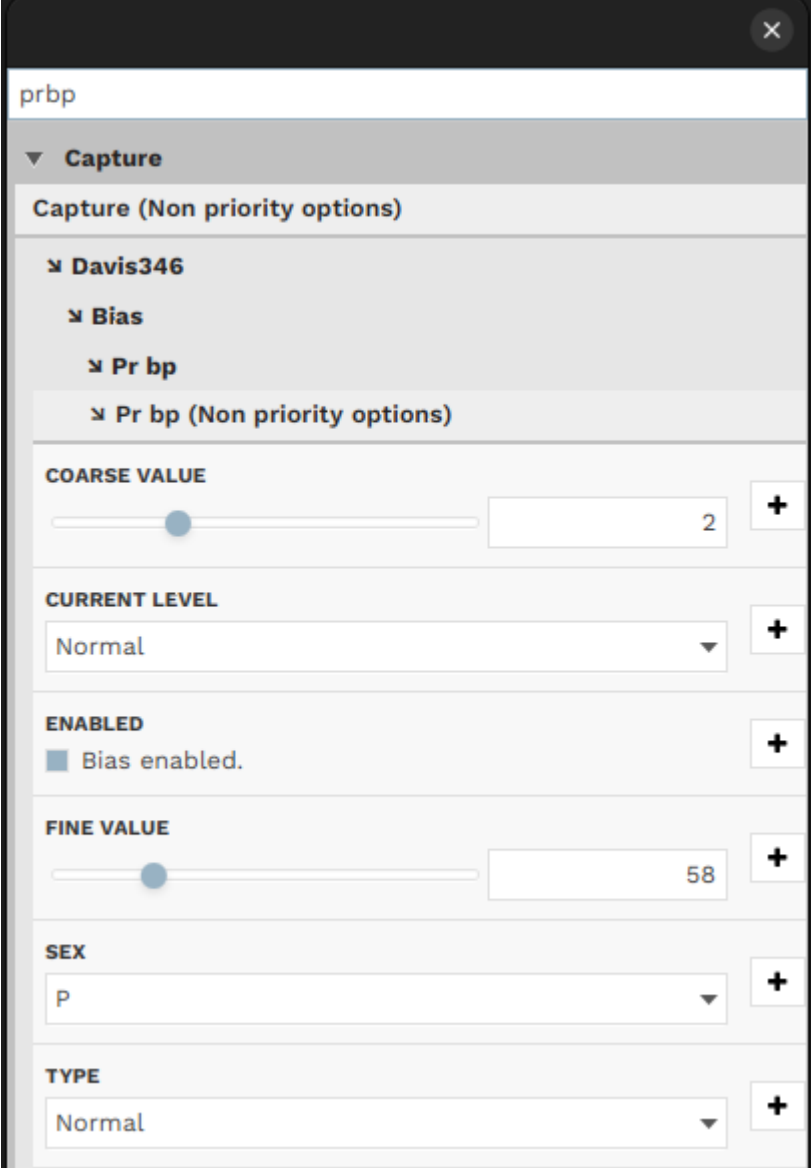 prbp
Capture
Capture (Non priority options)
Davis346
Bias
Pr bp
Pr bp (Non priority options)
COARSE VALUE
2
CURRENT LEVEL
Normal
ENABLED
Bias enabled.
FINE VALUE
58
SEX
P
TYPE
Normal